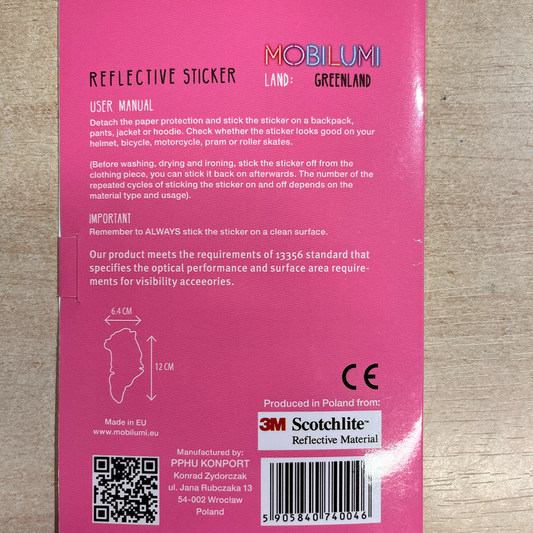 MOBILUMI
REFLECTIVE STICKER
LAND: GREENLAND
USER MANUAL
Detach the paper protection and stick the sticker on a backpack,
pants, jacket or hoodie. Check whether the sticker looks good on your
helmet, bicycle, motorcycle, pram or roller skates.
(Before washing, drying and ironing, stick the sticker off from the
clothing piece, you can stick it back on afterwards. The number of the
repeated cycles of sticking the sticker on and off depends on the
material type and usage).
IMPORTANT
Remember to ALWAYS stick the sticker on a clean surface.
Our product meets the requirements of 13356 standard that
specifies the optical performance and surface area require-
ments for visibility acceeories.
6.4 CM
12 CM
CE
Made in EU
www.mobilumi.eu
Produced in Poland from:
3M Scotchlite™
Reflective Material
Manufactured by:
PPHU KONPORT
Konrad Zydorczak
ul. Jana Rubczaka 13
54-002 Wrocław
Poland
5 905840 740046